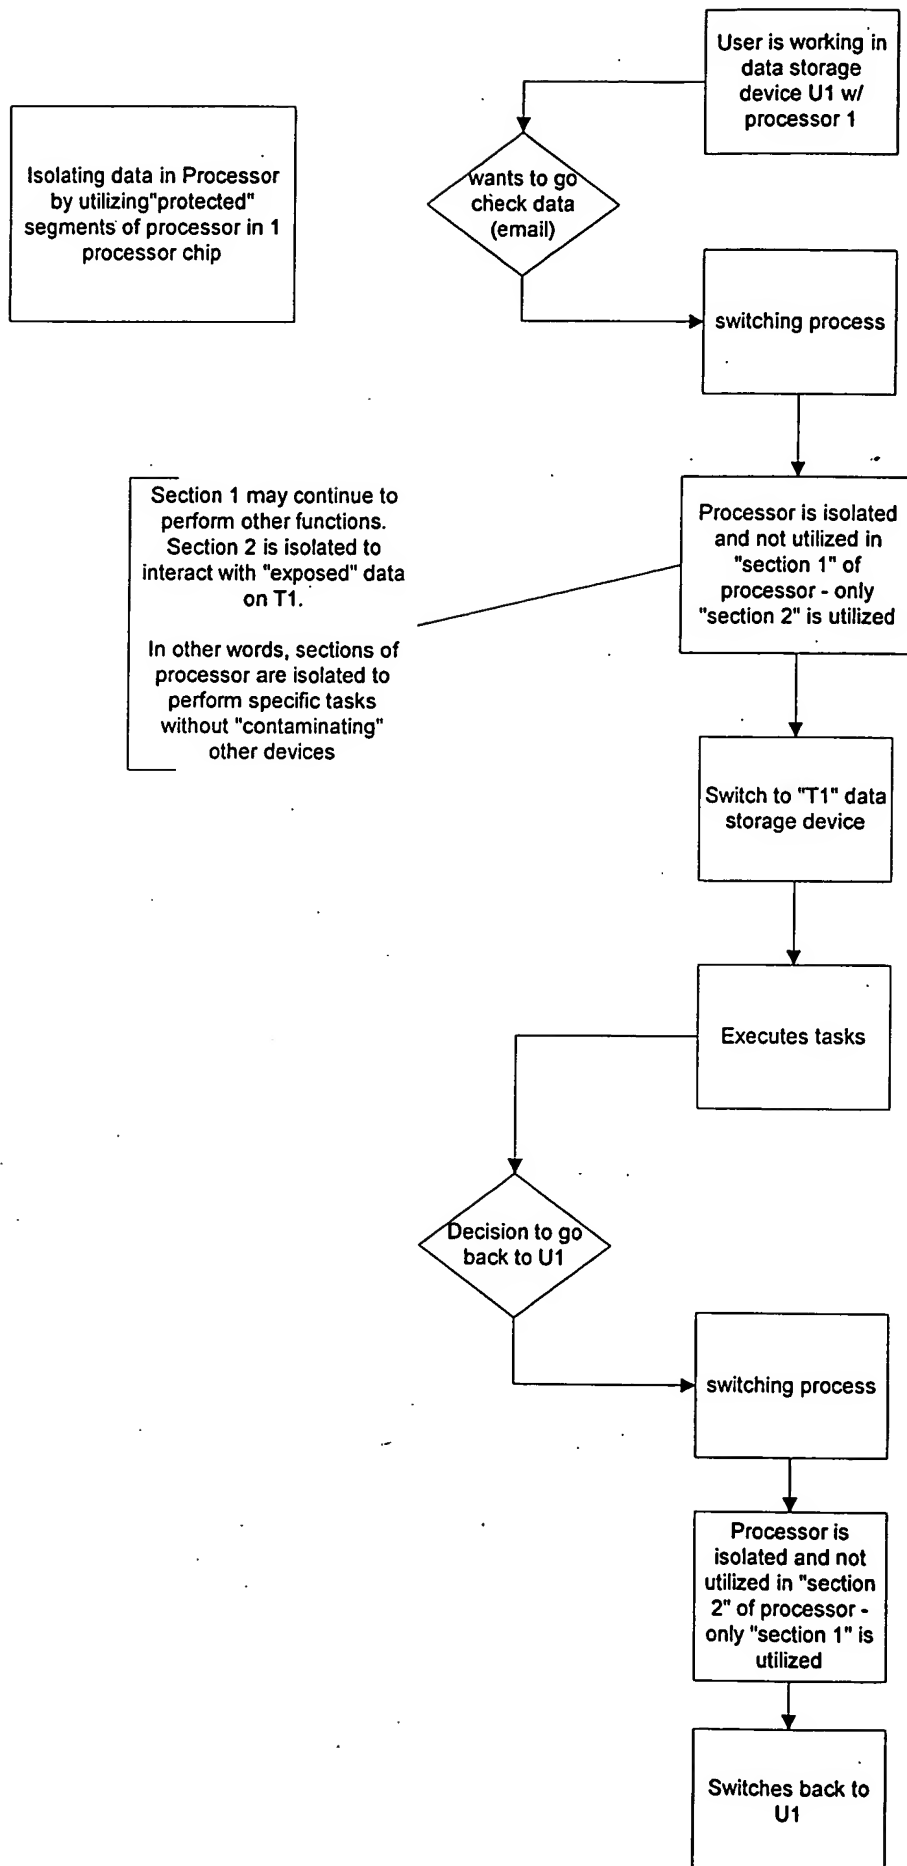 User is working in
data storage
device U1 w/
processor 1
Isolating data in Processor
by utilizing"protected"
segments of processor in 1
processor chip
wants to go
check data
(email)
switching process
Section 1 may continue to
perform other functions.
Section 2 is isolated to
interact with "exposed" data
on T1.
In other words, sections of
processor are isolated to
perform specific tasks
without "contaminating"
other devices
Processor is isolated
and not utilized in
"section 1" of
processor - only
"section 2" is utilized
Switch to "T1" data
storage device
Executes tasks
Decision to go
back to U1
switching process
Processor is
isolated and not
utilized in "section
2" of processor -
only "section 1" is
utilized
Switches back to
U1